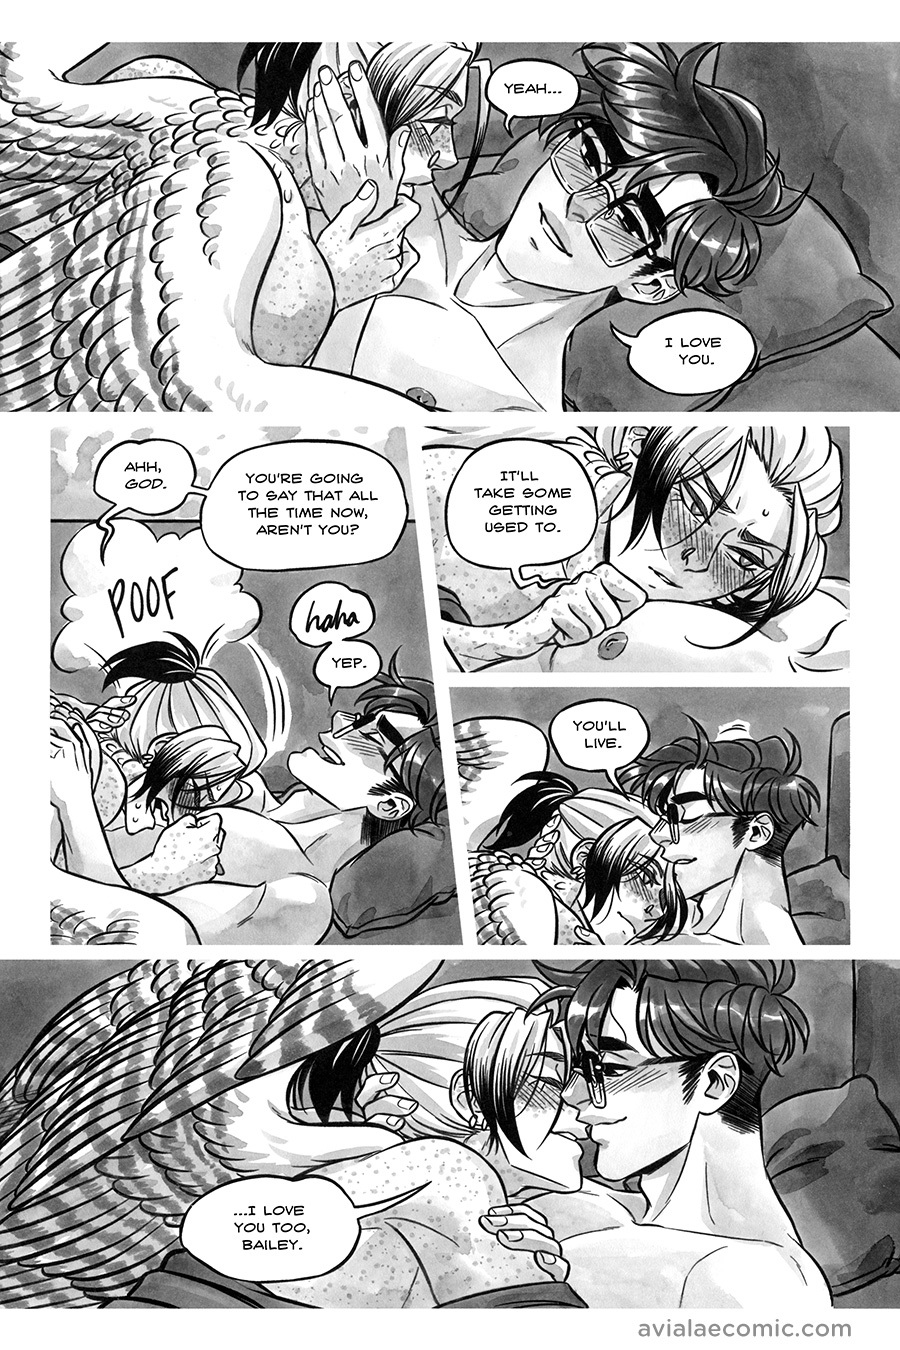 YEAH...
I LOVE
YOU.
AHH,
GOD.
YOU'RE GOING
TO SAY THAT ALL
THE TIME NOW,
AREN'T YOU?
POOF
haha
YEP.
IT'LL
TAKE SOME
GETTING
USED TO.
YOU'LL
LIVE.
...I LOVE
YOU TOO,
BAILEY.
avialaecomic.com